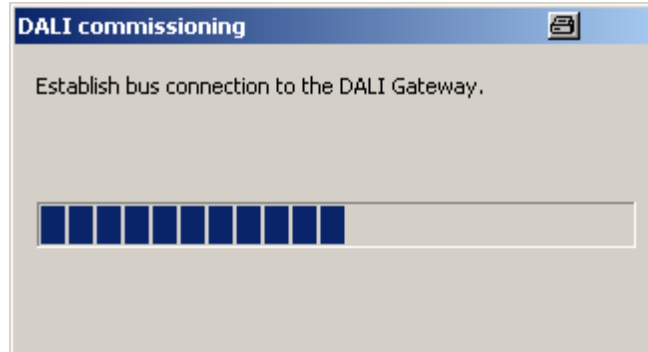 DALI commissioning
Establish bus connection to the DALI Gateway.